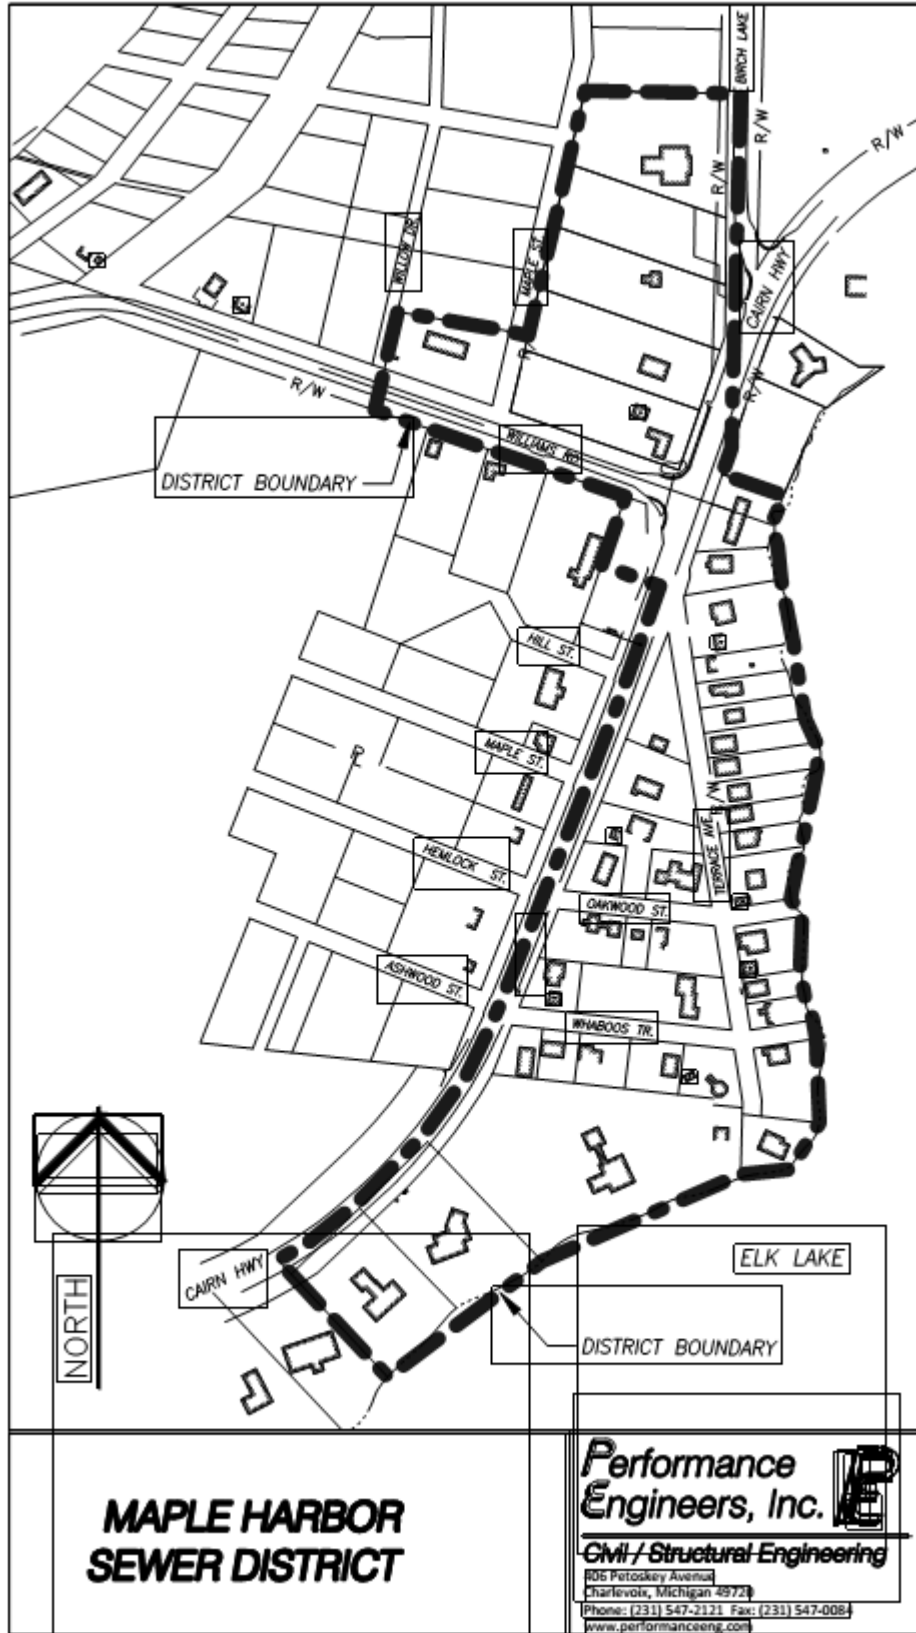 BIRCH LAKE
R/W
R/W
R/W
WILLOW DR.
MAPLE ST.
CAIRN HWY
R/W
R/W
WILLIAMS RD
DISTRICT BOUNDARY
HILL ST.
MAPLE ST.
R/W
TERRACE AVE
HEMLOCK ST.
OAKWOOD ST.
ASHWOOD ST.
WHABOOS TR.
CAIRN HWY
ELK LAKE
NORTH
DISTRICT BOUNDARY
MAPLE HARBOR
SEWER DISTRICT
Performance
Engineers, Inc.
Civil / Structural Engineering
406 Petoskey Avenue
Charlevoix, Michigan 49720
Phone: (231) 547-2121 Fax: (231) 547-0084
www.performanceeng.com